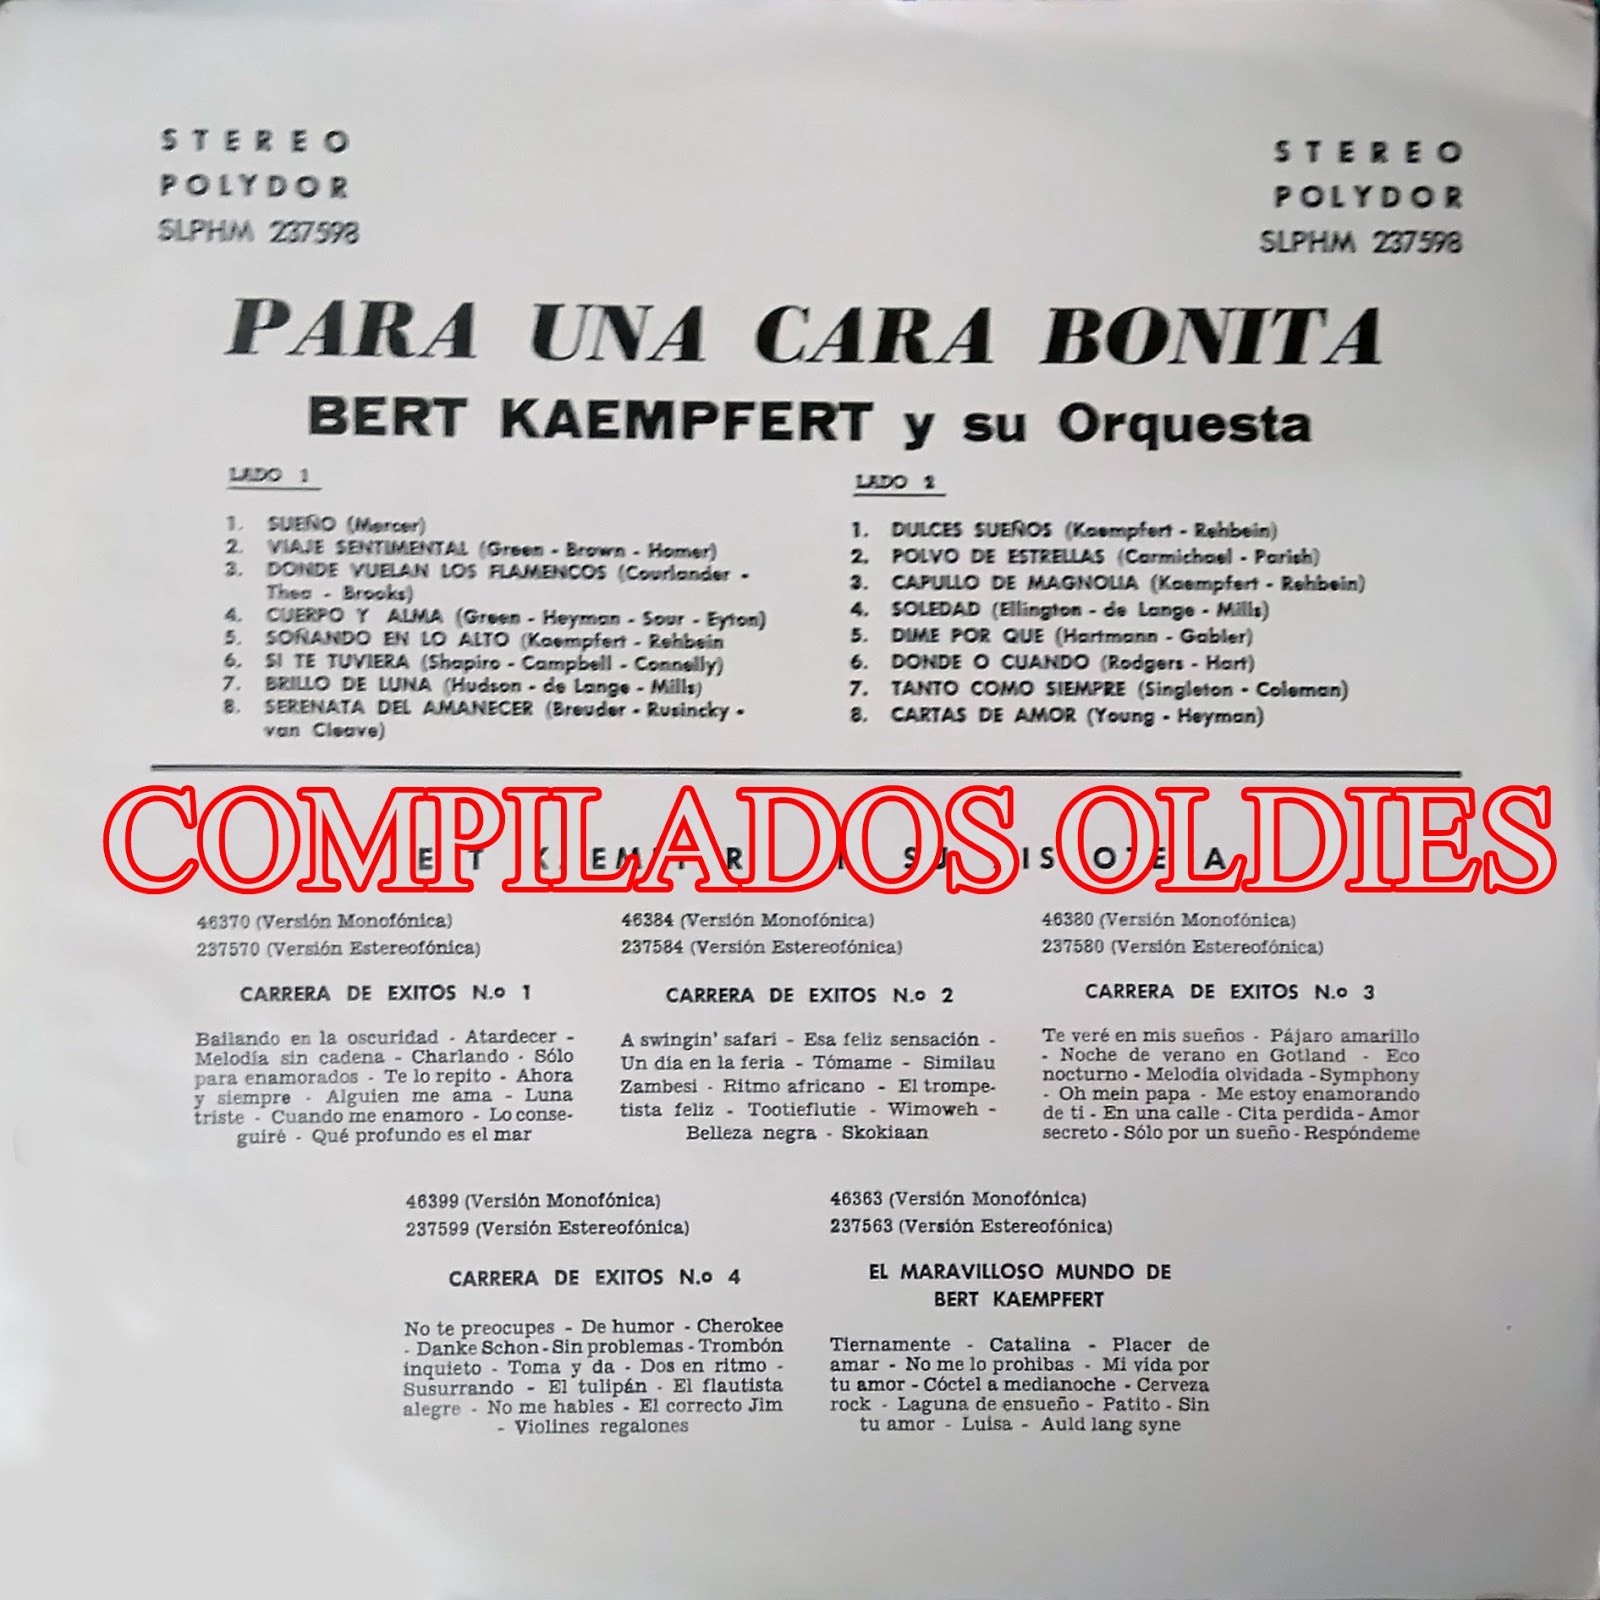 STEREO
POLYDOR
SLPHM 237598
STEREO
POLYDOR
SLPHM 237598
PARA UNA CARA BONITA
BERT KAEMPFERT y su Orquesta
LADO 1
1. SUEÑO (Mercer)
2. VIAJE SENTIMENTAL (Green - Brown - Homer)
3. DONDE VUELAN LOS FLAMENCOS (Courlander -
Thea - Brooks)
4. CUERPO Y ALMA (Green - Heyman - Sour - Eyton)
5. SOÑANDO EN LO ALTO (Kaempfert - Rehbein
6. SI TE TUVIERA (Shapiro - Campbell - Connelly)
7. BRILLO DE LUNA (Hudson - de Lange - Mills)
8. SERENATA DEL AMANECER (Breuder - Rusincky -
van Cleave)
LADO 2
1. DULCES SUEÑOS (Kaempfert - Rehbein)
2. POLVO DE ESTRELLAS (Carmichael - Parish)
3. CAPULLO DE MAGNOLIA (Kaempfert - Rehbein)
4. SOLEDAD (Ellington - de Lange - Mills)
5. DIME POR QUE (Hartmann - Gabler)
6. DONDE O CUANDO (Rodgers - Hart)
7. TANTO COMO SIEMPRE (Singleton - Coleman)
8. CARTAS DE AMOR (Young - Heyman)
COMPILADOS OLDIES
46370 (Versión Monofónica)
237570 (Versión Estereofónica)
CARRERA DE EXITOS N.o 1
Bailando en la oscuridad - Atardecer -
Melodía sin cadena - Charlando - Sólo
para enamorados - Te lo repito - Ahora
y siempre - Alguien me ama - Luna
triste - Cuando me enamoro - Lo conse-
guiré - Qué profundo es el mar
46384 (Versión Monofónica)
237584 (Versión Estereofónica)
CARRERA DE EXITOS N.o 2
A swingin' safari - Esa feliz sensación -
Un día en la feria - Tómame - Similau
Zambesi - Ritmo africano - El trompe-
tista feliz - Tootieflutie - Wimoweh -
Belleza negra - Skokiaan
46380 (Versión Monofónica)
237580 (Versión Estereofónica)
CARRERA DE EXITOS N.o 3
Te veré en mis sueños - Pájaro amarillo
- Noche de verano en Gotland - Eco
nocturno - Melodía olvidada - Symphony
- Oh mein papa - Me estoy enamorando
de ti - En una calle - Cita perdida - Amor
secreto - Sólo por un sueño - Respóndeme
46399 (Versión Monofónica)
237599 (Versión Estereofónica)
CARRERA DE EXITOS N.o 4
No te preocupes - De humor - Cherokee
- Danke Schon - Sin problemas - Trombón
inquieto - Toma y da - Dos en ritmo -
Susurrando - El tulipán - El flautista
alegre - No me hables - El correcto Jim
- Violines regalones
46363 (Versión Monofónica)
237563 (Versión Estereofónica)
EL MARAVILLOSO MUNDO DE
BERT KAEMPFERT
Tiernamente - Catalina - Placer de
amar - No me lo prohibas - Mi vida por
tu amor - Cóctel a medianoche - Cerveza
rock - Laguna de ensueño - Patito - Sin
tu amor - Luisa - Auld lang syne